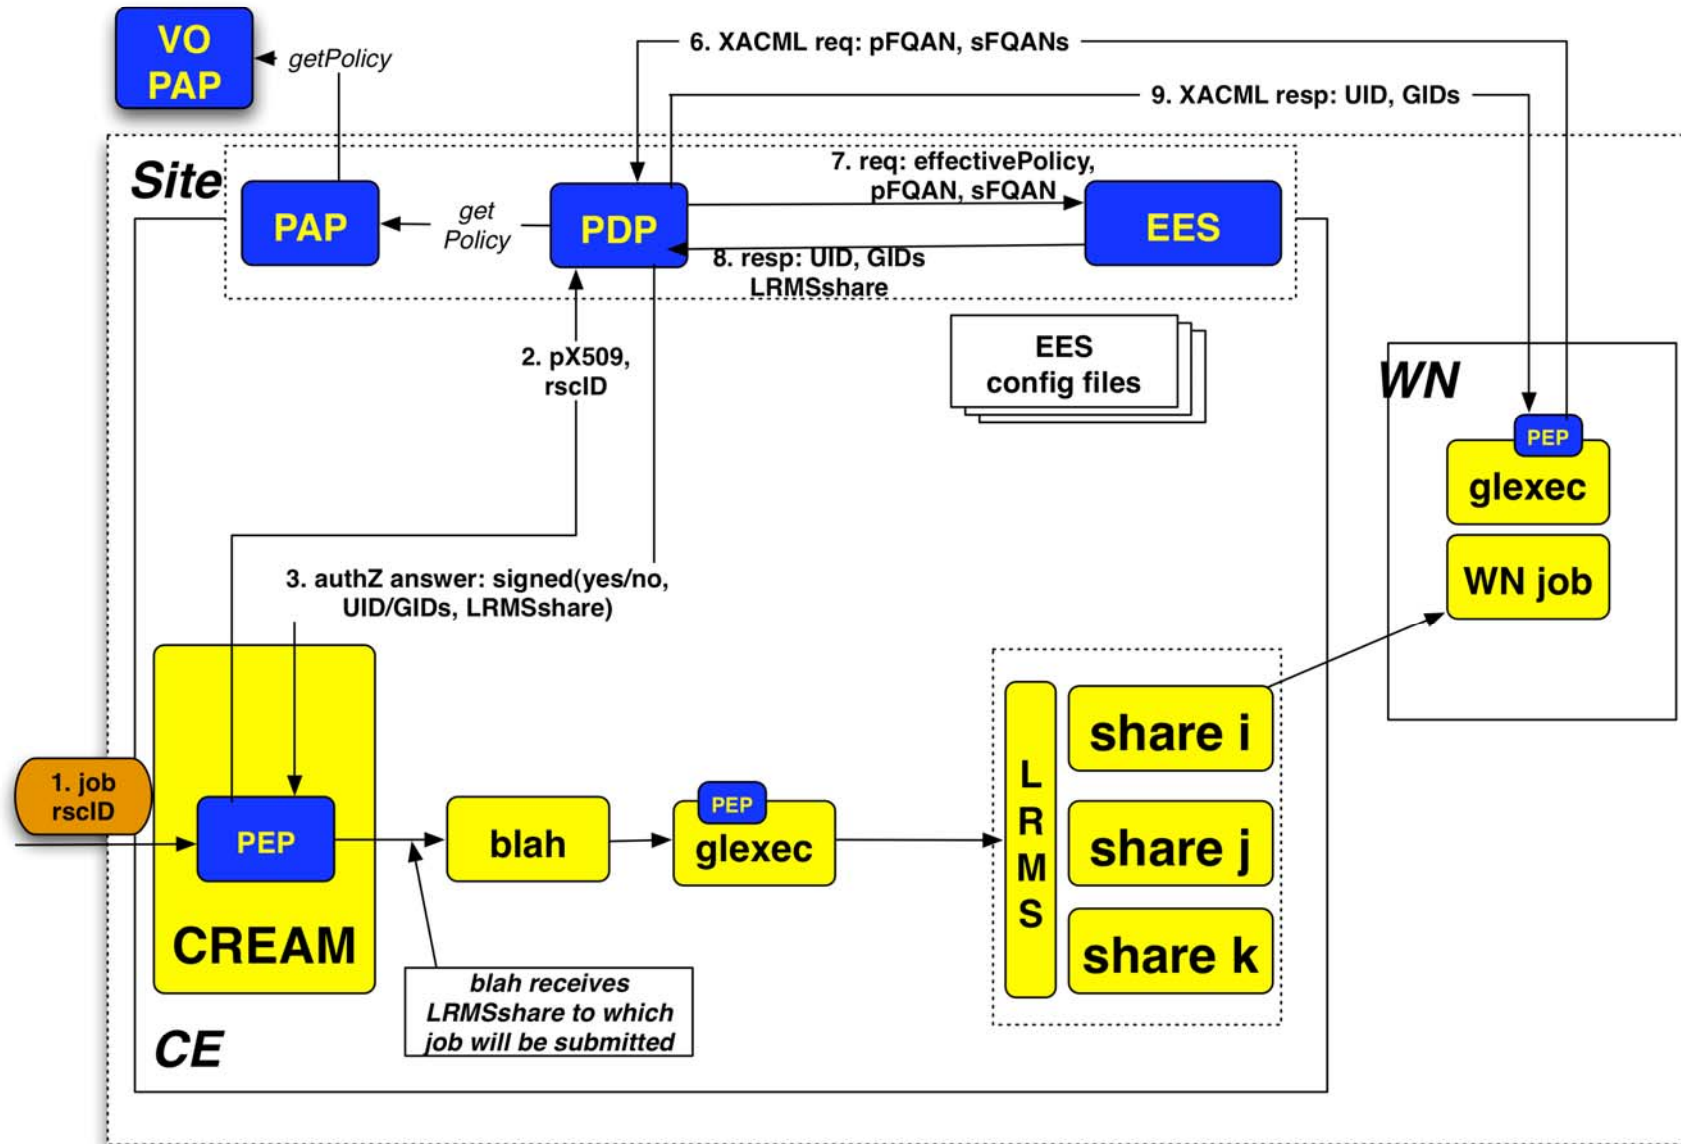 VO
PAP
getPolicy
6. XACML req: pFQAN, sFQANs
9. XACML resp: UID, GIDs
Site
7. req: effectivePolicy,
pFQAN, sFQAN
PAP
get
Policy
PDP
EES
8. resp: UID, GIDs
LRMSshare
2. pX509,
rscID
EES
config files
WN
PEP
glexec
WN job
3. authZ answer: signed(yes/no,
UID/GIDs, LRMSshare)
1. job
rscID
PEP
CREAM
blah
PEP
glexec
L
R
M
S
share i
share j
share k
blah receives
LRMSshare to which
job will be submitted
CE